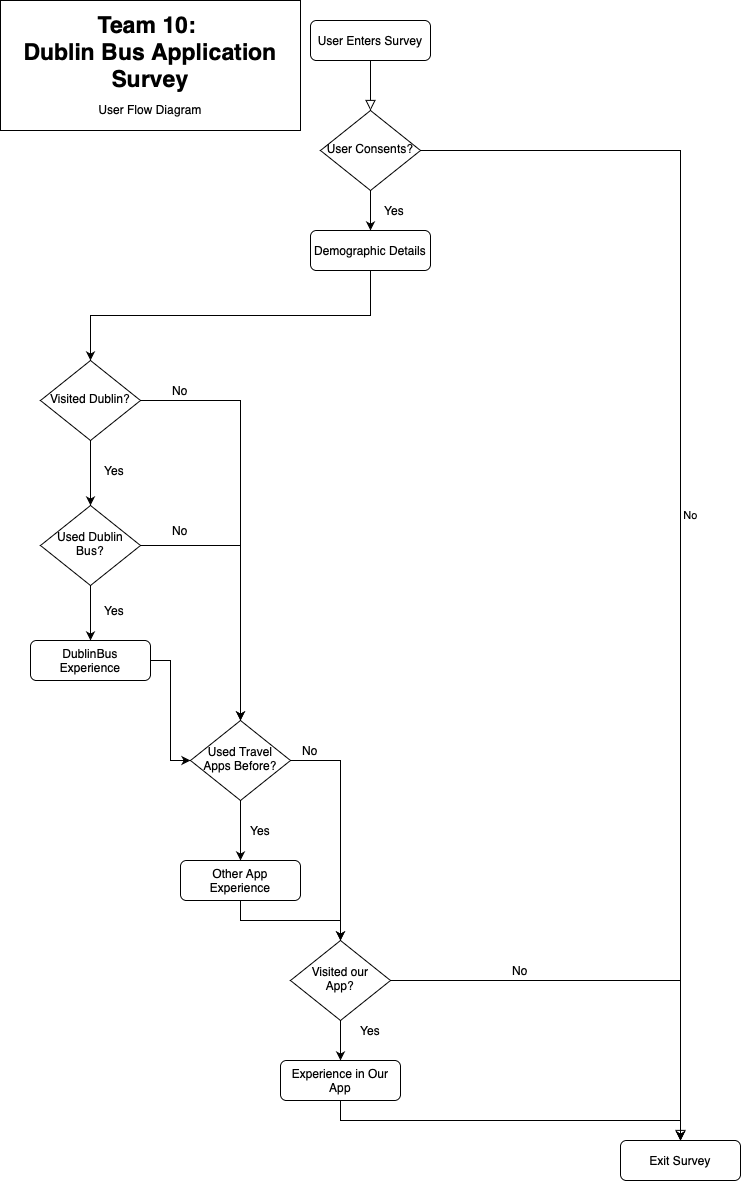 Team 10:
Dublin Bus Application
Survey
User Flow Diagram
User Enters Survey
User Consents?
Yes
Demographic Details
Visited Dublin?
No
Yes
Used Dublin
Bus?
No
No
Yes
DublinBus
Experience
Used Travel
Apps Before?
No
Yes
Other App
Experience
Visited our
App?
No
Yes
Experience in Our
App
Exit Survey